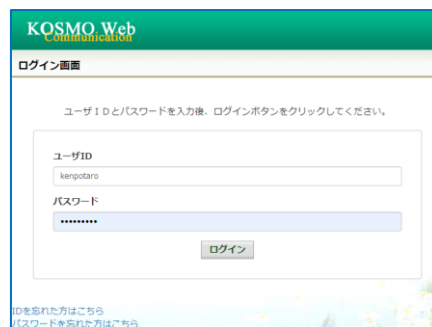 KOSMO Web
Communication
ログイン画面
ユーザIDとパスワードを入力後、ログインボタンをクリックしてください。
ユーザID
kenpotaro
パスワード
•••••••••
ログイン
IDを忘れた方はこちら
パスワードを忘れた方はこちら